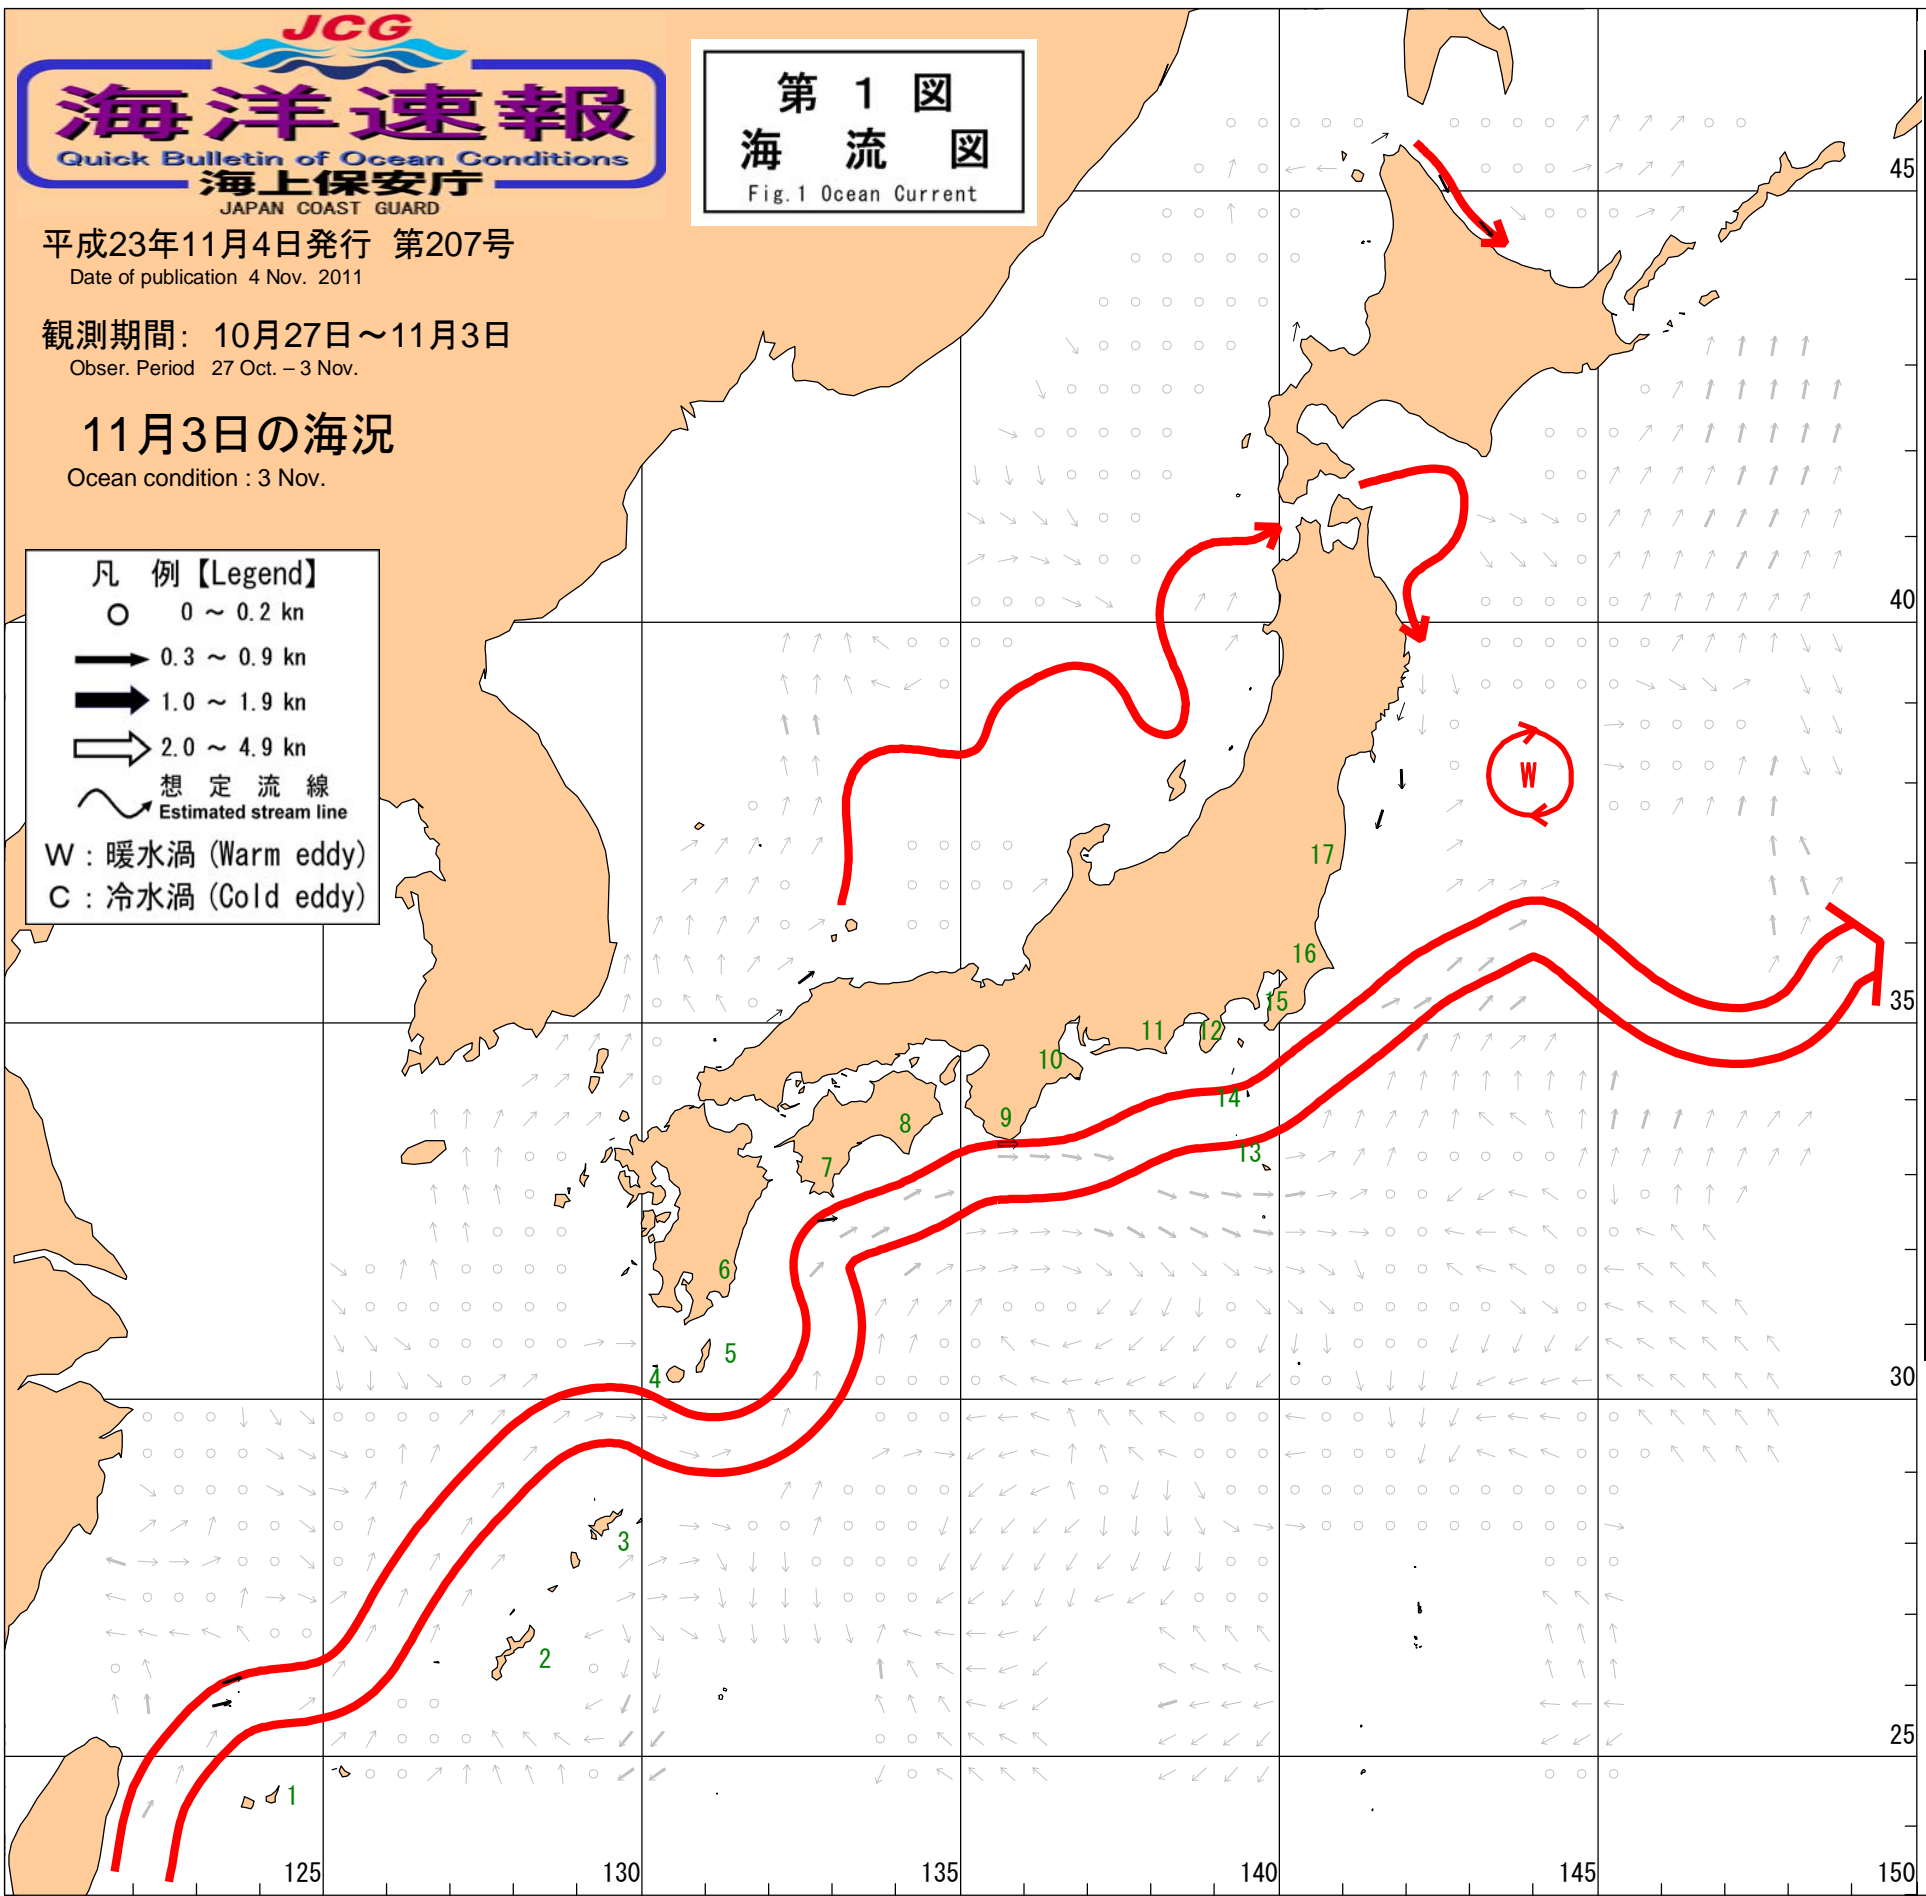 JCG
海洋速報
Quick Bulletin of Ocean Conditions
海上保安庁
JAPAN COAST GUARD
第 1 図
海 流 図
Fig.1 Ocean Current
平成23年11月4日発行 第207号
Date of publication 4 Nov. 2011
観測期間: 10月27日～11月3日
Obser. Period 27 Oct. – 3 Nov.
11月3日の海況
Ocean condition : 3 Nov.
凡 例【Legend】
0 ～ 0.2 kn
0.3 ～ 0.9 kn
1.0 ～ 1.9 kn
2.0 ～ 4.9 kn
想 定 流 線
Estimated stream line
W : 暖水渦 (Warm eddy)
C : 冷水渦 (Cold eddy)
45
40
W
17
16
35
15
12
11
10
14
9
8
13
7
6
5
4
30
3
2
25
1
125
130
135
140
145
150